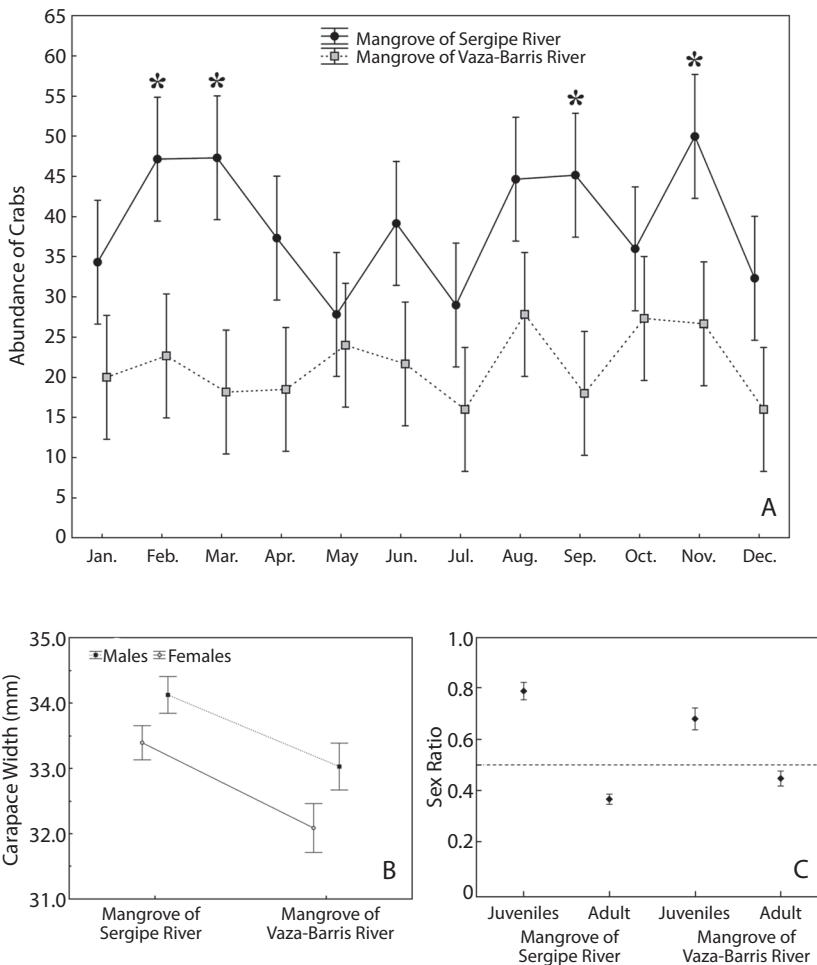 65
60
55
50
45
40
35
30
25
20
15
10
5
0
Abundance of Crabs
Mangrove of Sergipe River
Mangrove of Vaza-Barris River
* * * *
A
Jan. Feb. Mar. Apr. May Jun. Jul. Aug. Sep. Oct. Nov. Dec.
35.0
34.0
33.0
32.0
31.0
Carapace Width (mm)
Males Females
B
Mangrove of Sergipe River
Mangrove of Vaza-Barris River
1.0
0.8
0.6
0.4
0.2
0
Sex Ratio
C
Juveniles Adult Juveniles Adult
Mangrove of Sergipe River
Mangrove of Vaza-Barris River